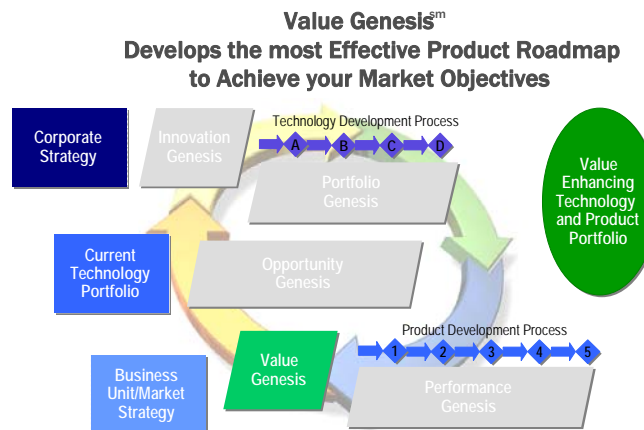 Value Genesis℠
Develops the most Effective Product Roadmap
to Achieve your Market Objectives
Corporate
Strategy
Innovation
Genesis
Technology Development Process
A B C D
Portfolio
Genesis
Value
Enhancing
Technology
and Product
Portfolio
Current
Technology
Portfolio
Opportunity
Genesis
Product Development Process
1 2 3 4 5
Value
Genesis
Business
Unit/Market
Strategy
Performance
Genesis